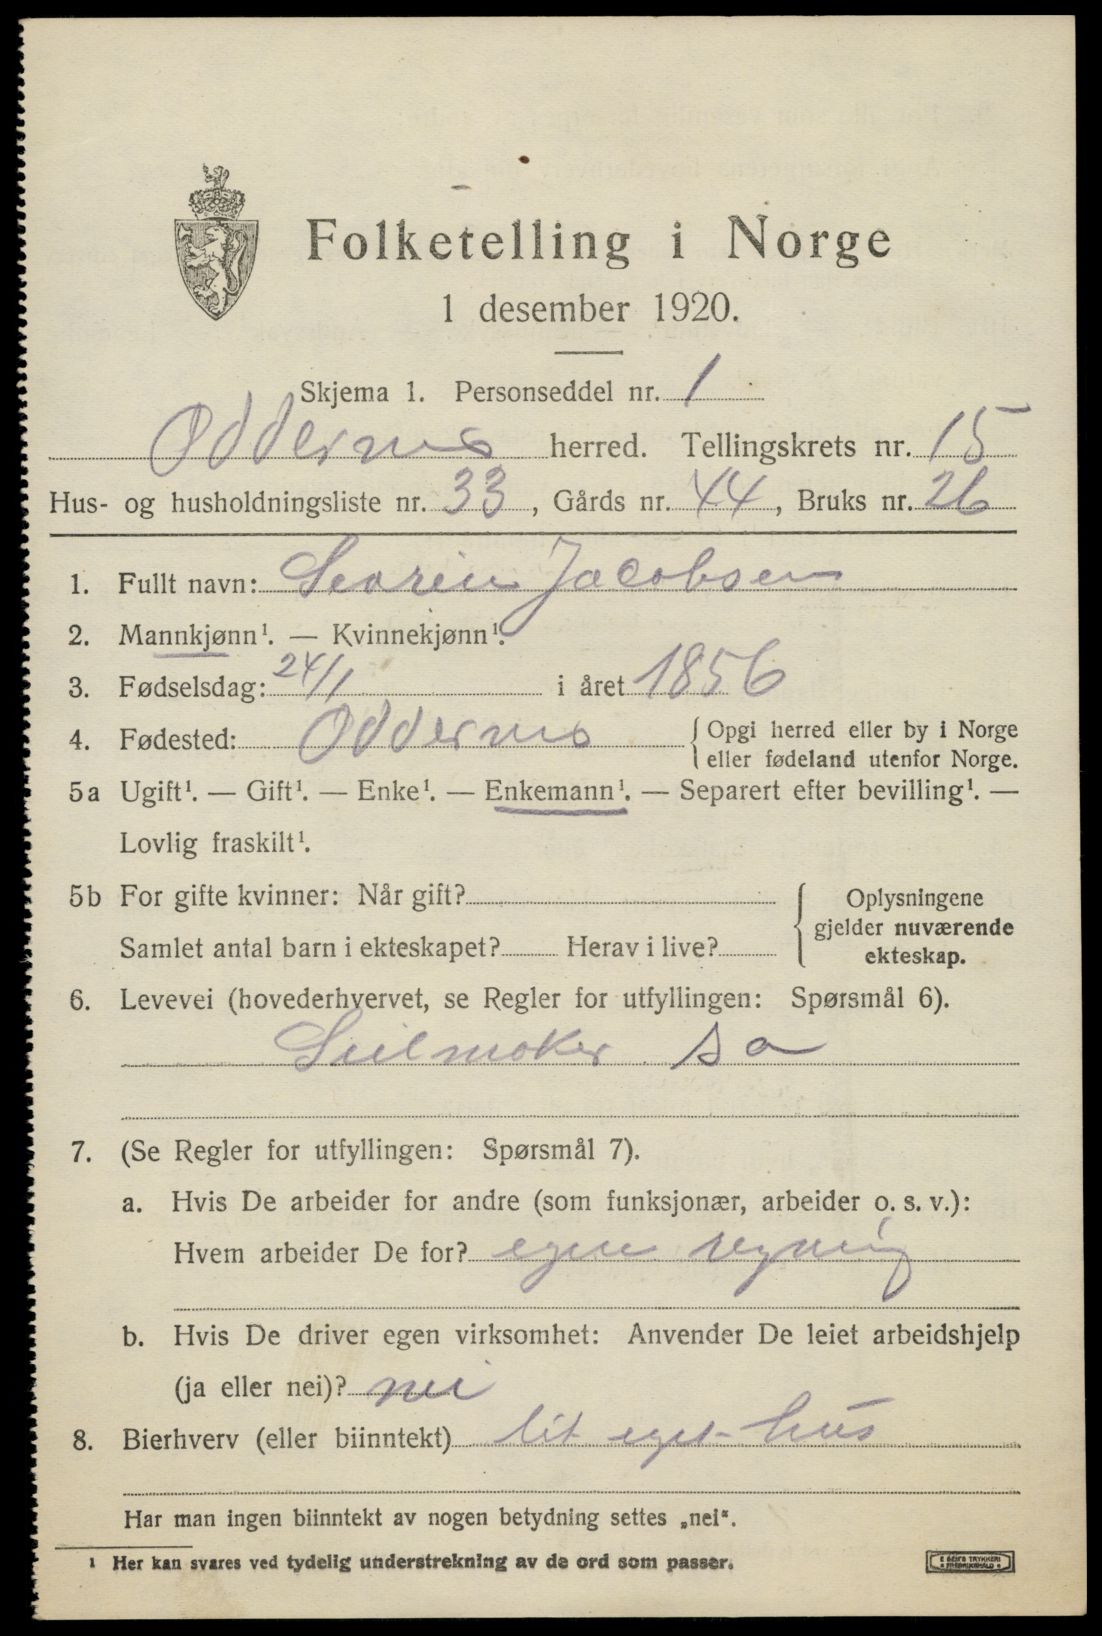 Folketelling i Norge
1 desember 1920.
Skjema 1. Personseddel nr. 1
Oddernes herred. Tellingskrets nr. 15
Hus- og husholdningsliste nr. 33, Gårds nr. 44, Bruks nr. 26
1. Fullt navn: Seorien Jacobsen
2. Mannkjønn¹. — Kvinnekjønn¹.
3. Fødselsdag: 24/1 i året 1856
4. Fødested: Oddernes { Opgi herred eller by i Norge
eller fødeland utenfor Norge.
5a Ugift¹. — Gift¹. — Enke¹. — Enkemann¹. — Separert efter bevilling¹. —
Lovlig fraskilt¹.
5b For gifte kvinner: Når gift? { Oplysningene
gjelder nuværende
Samlet antal barn i ekteskapet? Herav i live? ekteskap.
6. Levevei (hovederhvervet, se Regler for utfyllingen: Spørsmål 6).
Seilmaker sa
7. (Se Regler for utfyllingen: Spørsmål 7).
a. Hvis De arbeider for andre (som funksjonær, arbeider o. s. v.):
Hvem arbeider De for? egen regning
b. Hvis De driver egen virksomhet: Anvender De leiet arbeidshjelp
(ja eller nei)? nei
8. Bierhverv (eller biinntekt) lit eget hus
Har man ingen biinntekt av nogen betydning settes „nei".
¹ Her kan svares ved tydelig understrekning av de ord som passer.